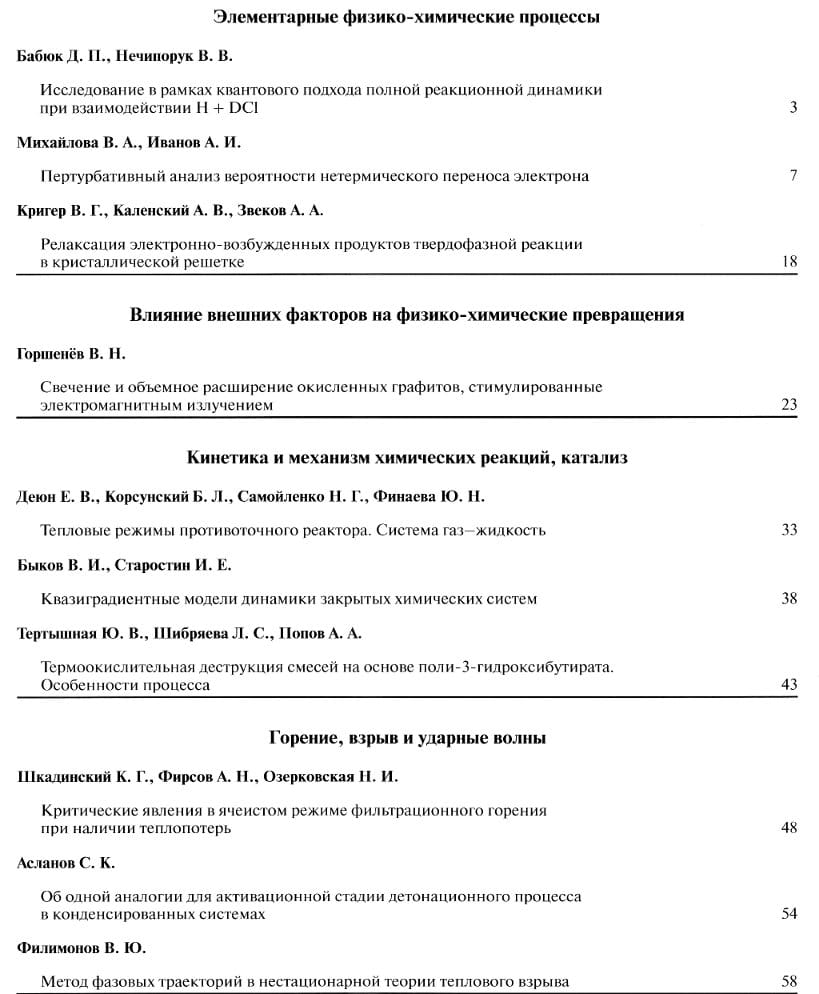 Элементарные физико-химические процессы
Бабюк Д. П., Нечипорук В. В.
Исследование в рамках квантового подхода полной реакционной динамики
при взаимодействии H + DCl 3
Михайлова В. А., Иванов А. И.
Пертурбативный анализ вероятности нетермического переноса электрона 7
Кригер В. Г., Каленский А. В., Звеков А. А.
Релаксация электронно-возбужденных продуктов твердофазной реакции
в кристаллической решетке 18
Влияние внешних факторов на физико-химические превращения
Горшенёв В. Н.
Свечение и объемное расширение окисленных графитов, стимулированные
электромагнитным излучением 23
Кинетика и механизм химических реакций, катализ
Деюн Е. В., Корсунский Б. Л., Самойленко Н. Г., Финаева Ю. Н.
Тепловые режимы противоточного реактора. Система газ–жидкость 33
Быков В. И., Старостин И. Е.
Квазиградиентные модели динамики закрытых химических систем 38
Тертышная Ю. В., Шибряева Л. С., Попов А. А.
Термоокислительная деструкция смесей на основе поли-3-гидроксибутирата.
Особенности процесса 43
Горение, взрыв и ударные волны
Шкадинский К. Г., Фирсов А. Н., Озерковская Н. И.
Критические явления в ячеистом режиме фильтрационного горения
при наличии теплопотерь 48
Асланов С. К.
Об одной аналогии для активационной стадии детонационного процесса
в конденсированных системах 54
Филимонов В. Ю.
Метод фазовых траекторий в нестационарной теории теплового взрыва 58